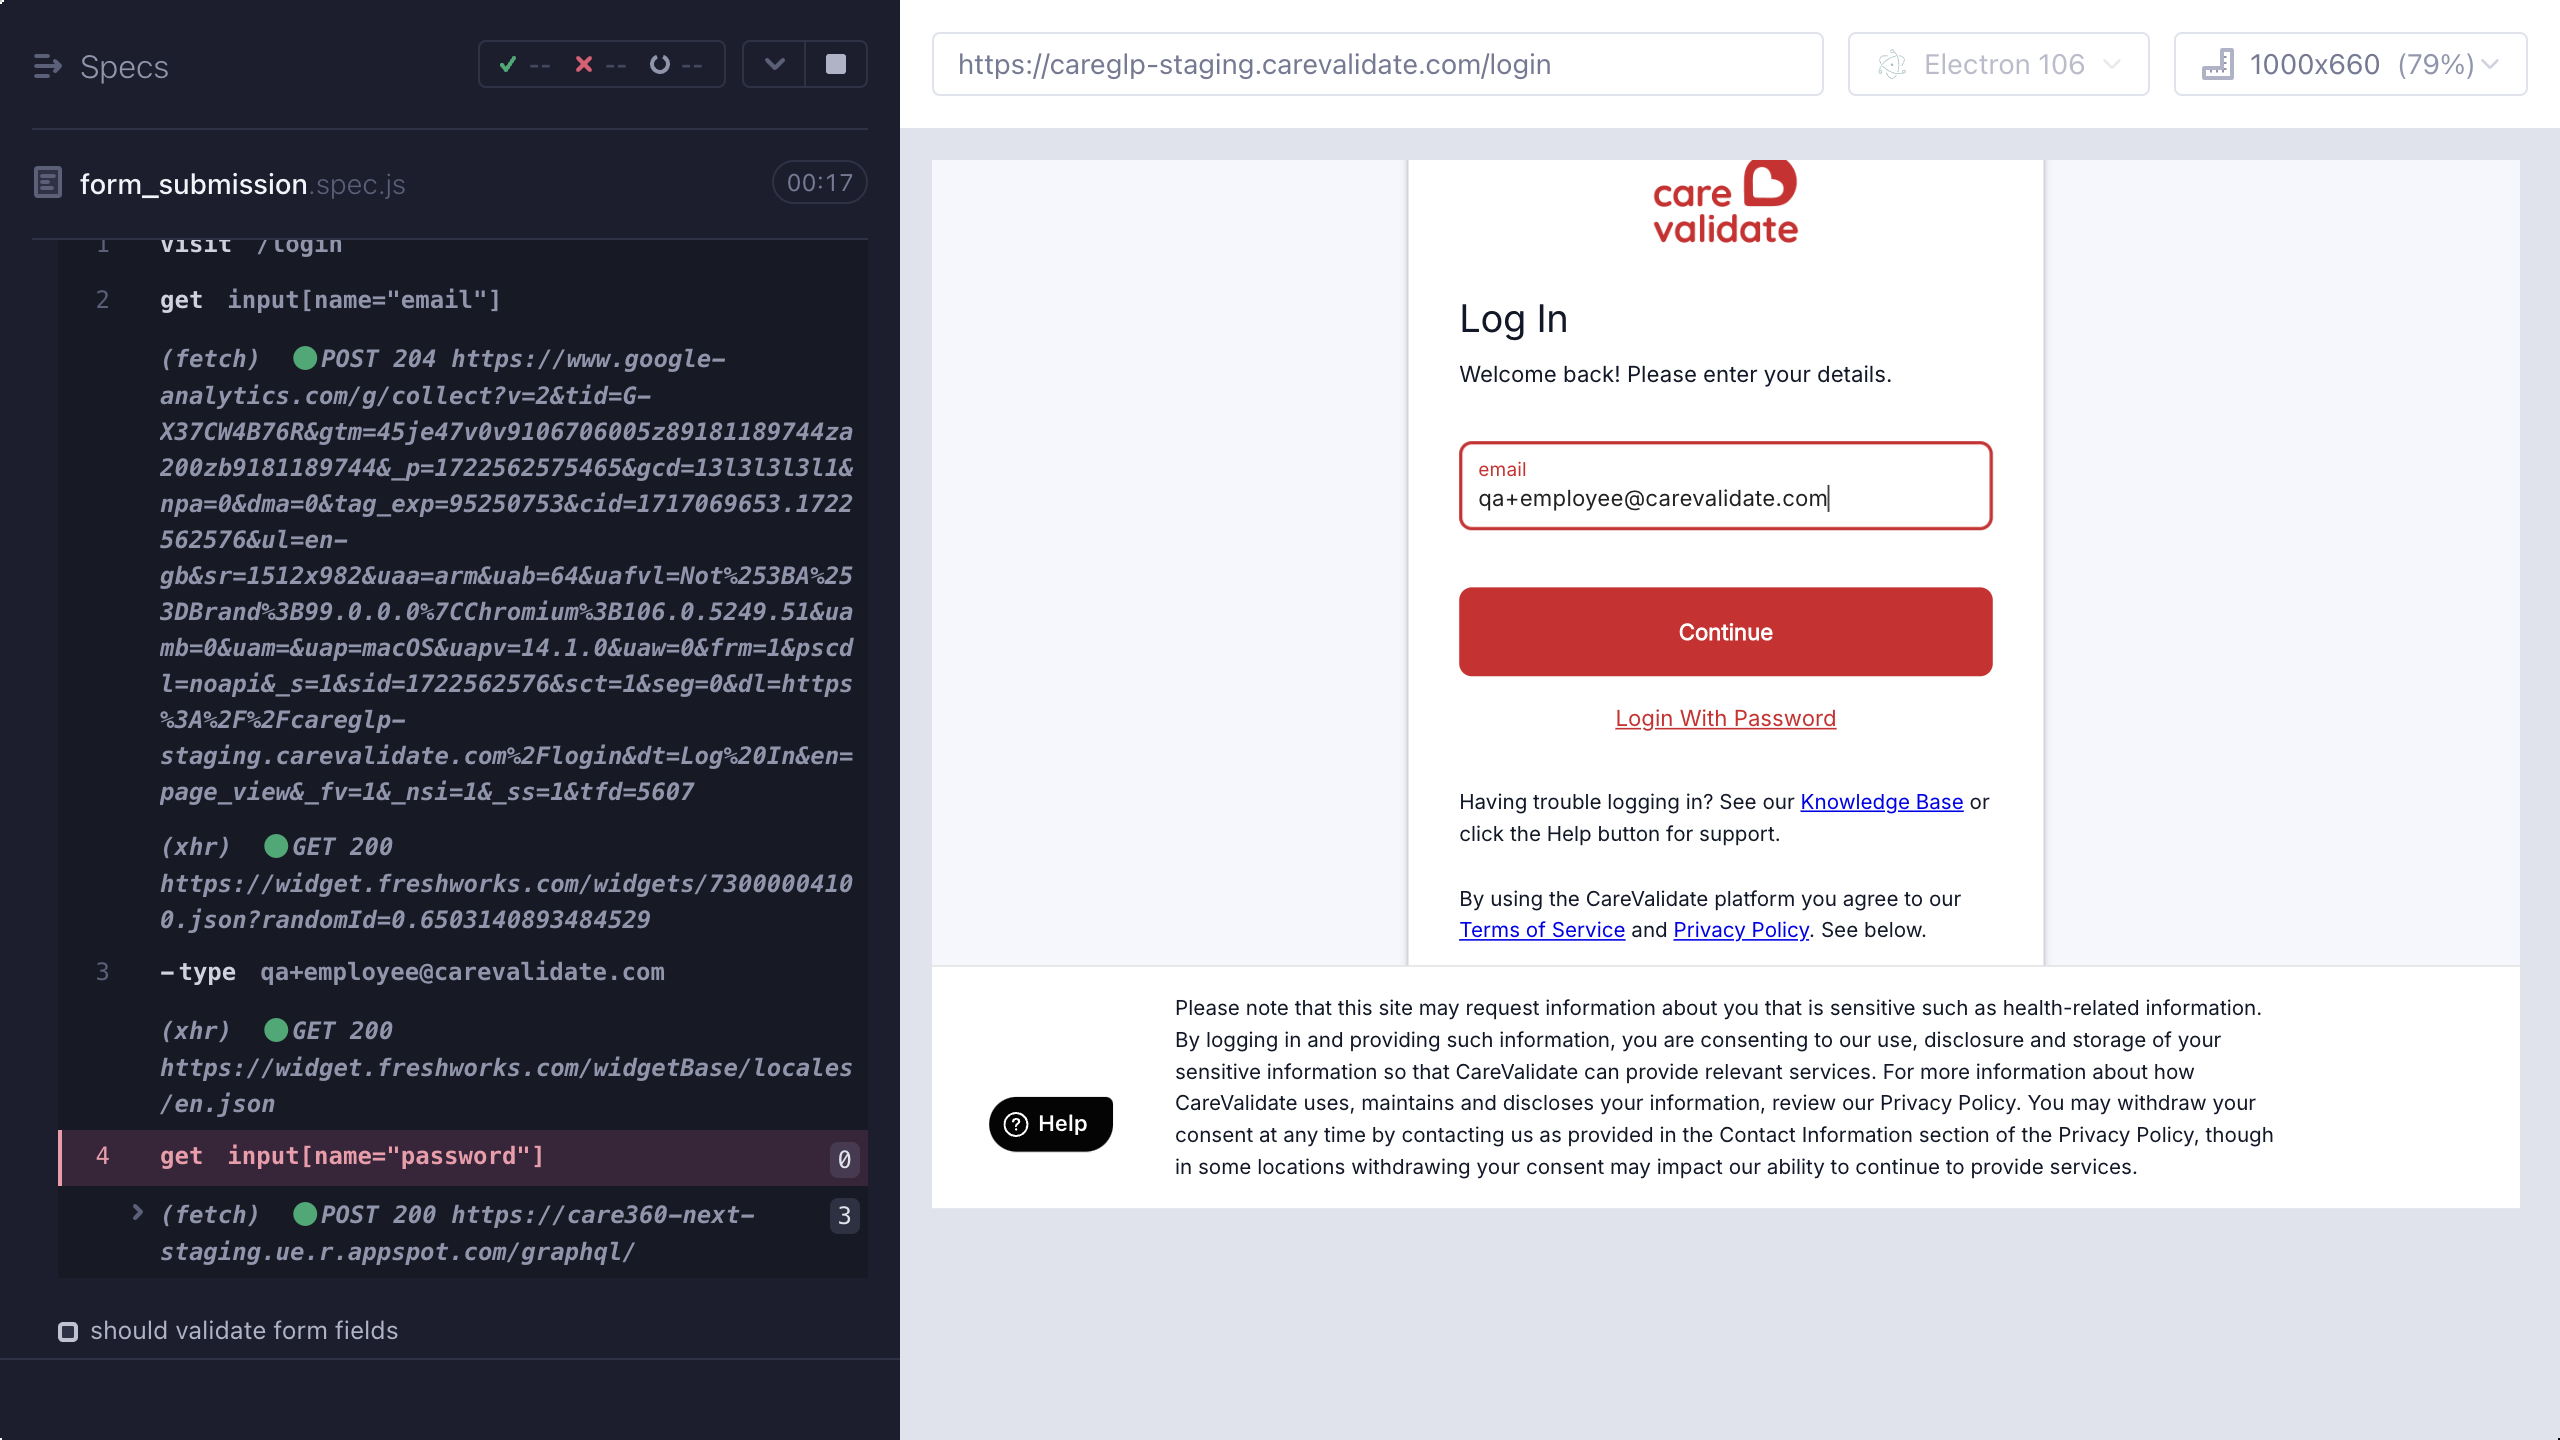 Specs
-- -- --
form_submission.spec.js 00:17
1 visit /login
2 get input[name="email"]
(fetch) POST 204 https://www.google-
analytics.com/g/collect?v=2&tid=G-
X37CW4B76R&gtm=45je47v0v9106706005z89181189744za
200zb9181189744&_p=1722562575465&gcd=13l3l3l3l1&
npa=0&dma=0&tag_exp=95250753&cid=1717069653.1722
562576&ul=en-
gb&sr=1512x982&uaa=arm&uab=64&uafvl=Not%253BA%25
3DBrand%3B99.0.0.0%7CChromium%3B106.0.5249.51&ua
mb=0&uam=&uap=macOS&uapv=14.1.0&uaw=0&frm=1&pscd
l=noapi&_s=1&sid=1722562576&sct=1&seg=0&dl=https
%3A%2F%2Fcareglp-
staging.carevalidate.com%2Flogin&dt=Log%20In&en=
page_view&_fv=1&_nsi=1&_ss=1&tfd=5607
(xhr) GET 200
https://widget.freshworks.com/widgets/7300000410
0.json?randomId=0.6503140893484529
3 -type qa+employee@carevalidate.com
(xhr) GET 200
https://widget.freshworks.com/widgetBase/locales
/en.json
4 get input[name="password"] 0
(fetch) POST 200 https://care360-next- 3
staging.ue.r.appspot.com/graphql/
should validate form fields
https://careglp-staging.carevalidate.com/login
Electron 106
1000x660 (79%)
care
validate
Log In
Welcome back! Please enter your details.
email
qa+employee@carevalidate.com
Continue
Login With Password
Having trouble logging in? See our Knowledge Base or
click the Help button for support.
By using the CareValidate platform you agree to our
Terms of Service and Privacy Policy. See below.
Please note that this site may request information about you that is sensitive such as health-related information.
By logging in and providing such information, you are consenting to our use, disclosure and storage of your
sensitive information so that CareValidate can provide relevant services. For more information about how
CareValidate uses, maintains and discloses your information, review our Privacy Policy. You may withdraw your
consent at any time by contacting us as provided in the Contact Information section of the Privacy Policy, though
in some locations withdrawing your consent may impact our ability to continue to provide services.
? Help